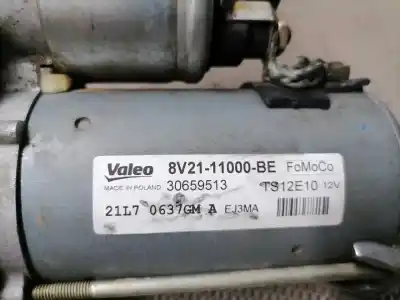 Valeo 8V21-11000-BE FoMoCo
MADE IN POLAND 30659513 TS12E10 12V
21L7 0637GM A EJ3MA